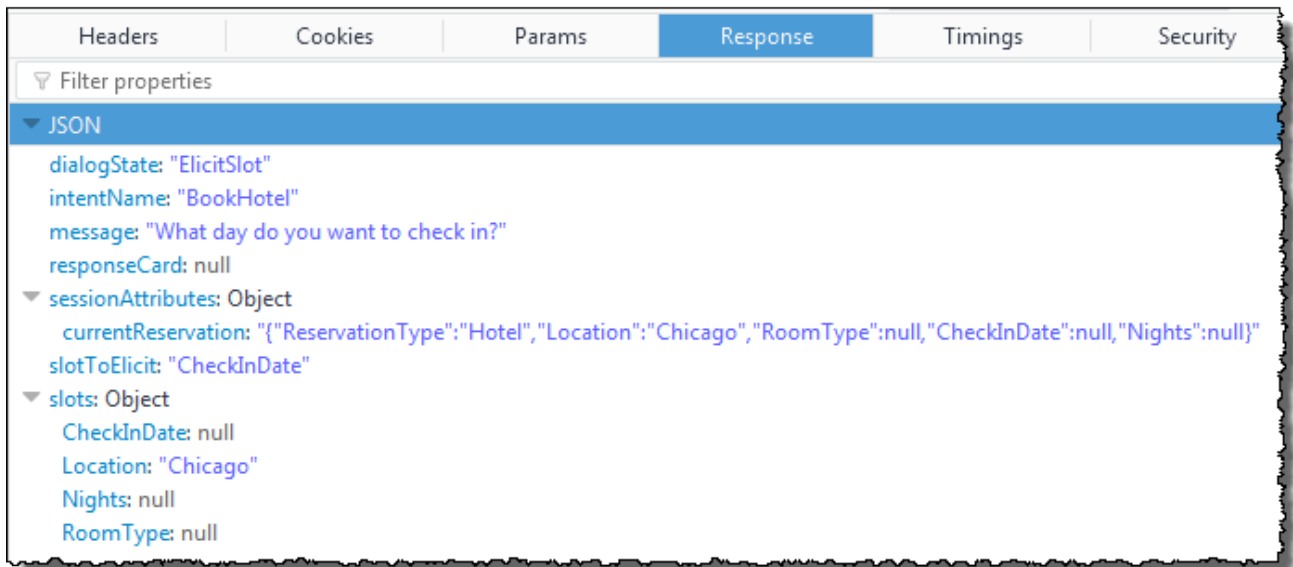 Headers Cookies Params Response Timings Security
Filter properties
JSON
dialogState: "ElicitSlot"
intentName: "BookHotel"
message: "What day do you want to check in?"
responseCard: null
sessionAttributes: Object
currentReservation: "{"ReservationType":"Hotel","Location":"Chicago","RoomType":null,"CheckInDate":null,"Nights":null}"
slotToElicit: "CheckInDate"
slots: Object
CheckInDate: null
Location: "Chicago"
Nights: null
RoomType: null